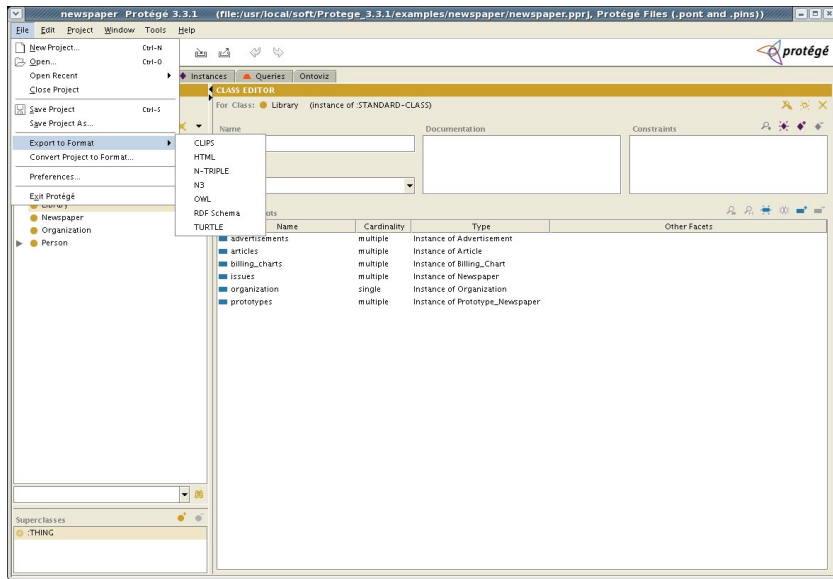 newspaper Protégé 3.3.1 (file:/usr/local/soft/Protege_3.3.1/examples/newspaper/newspaper.pprj, Protégé Files (.pont and .pins))
File Edit Project Window Tools Help
New Project... Ctrl-N
Open... Ctrl-O
Open Recent
Close Project
Save Project Ctrl-S
Save Project As...
Export to Format
Convert Project to Format...
Preferences...
Exit Protégé
CLIPS
HTML
N-TRIPLE
N3
OWL
RDF Schema
TURTLE
protégé
Instances Queries Ontoviz
CLASS EDITOR
For Class: Library (instance of :STANDARD-CLASS)
Name Documentation Constraints
Library
Newspaper
Organization
Person
Name Cardinality Type Other Facets
advertisements multiple Instance of Advertisement
articles multiple Instance of Article
billing_charts multiple Instance of Billing_Chart
issues multiple Instance of Newspaper
organization single Instance of Organization
prototypes multiple Instance of Prototype_Newspaper
Superclasses
:THING